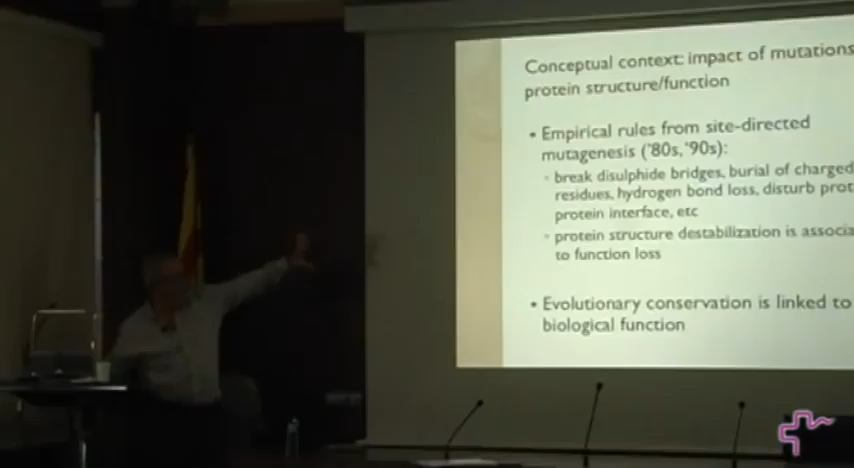 Conceptual context: impact of mutations
protein structure/function
• Empirical rules from site-directed
mutagenesis ('80s, '90s):
◦ break disulphide bridges, burial of charged
residues, hydrogen bond loss, disturb prot
protein interface, etc
◦ protein structure destabilization is associa
to function loss
• Evolutionary conservation is linked to
biological function